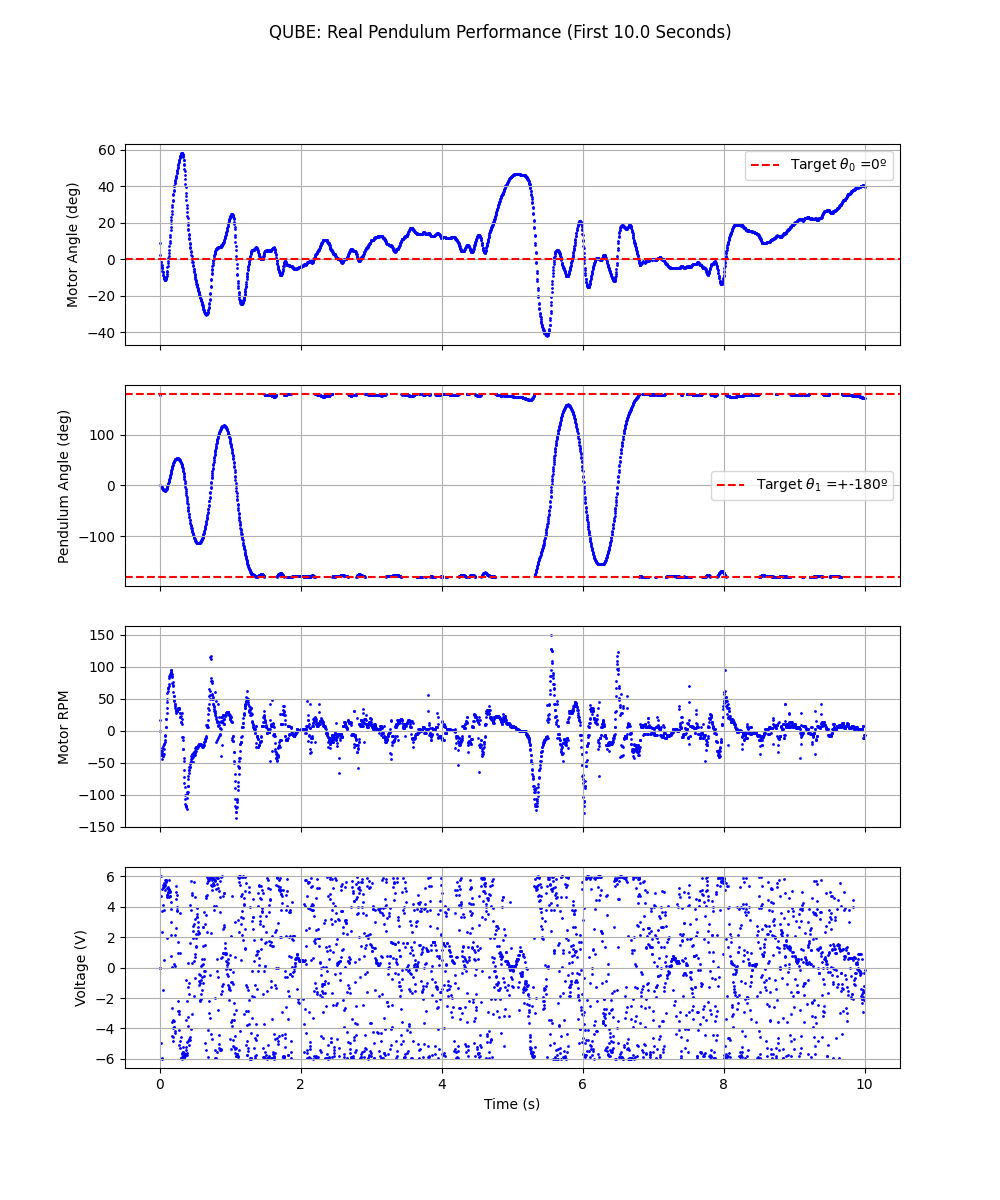 QUBE: Real Pendulum Performance (First 10.0 Seconds)
60
40
20
0
−20
−40
Motor Angle (deg)
Target θ₀ =0º
100
0
−100
Pendulum Angle (deg)
Target θ₁ =+-180º
150
100
50
0
−50
−100
−150
Motor RPM
6
4
2
0
−2
−4
−6
Voltage (V)
0 2 4 6 8 10
Time (s)